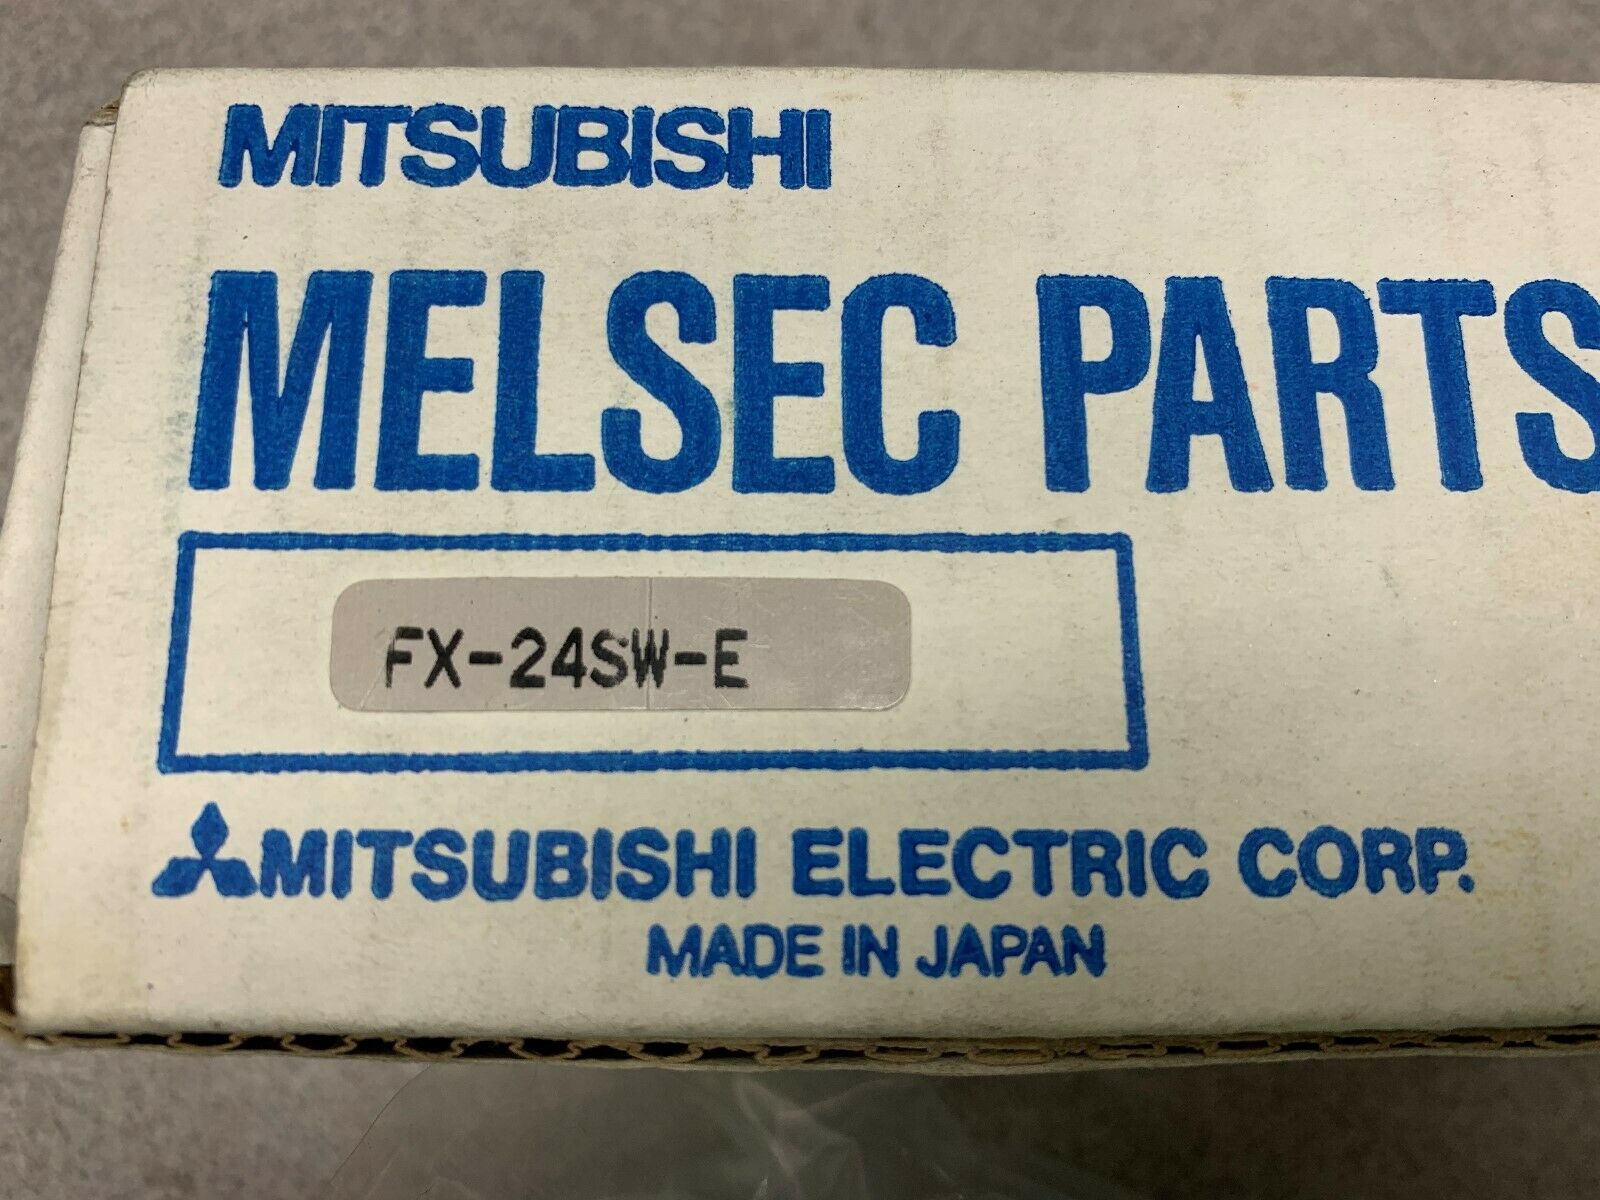 MITSUBISHI
MELSEC PARTS
FX-24SW-E
MITSUBISHI ELECTRIC CORP.
MADE IN JAPAN